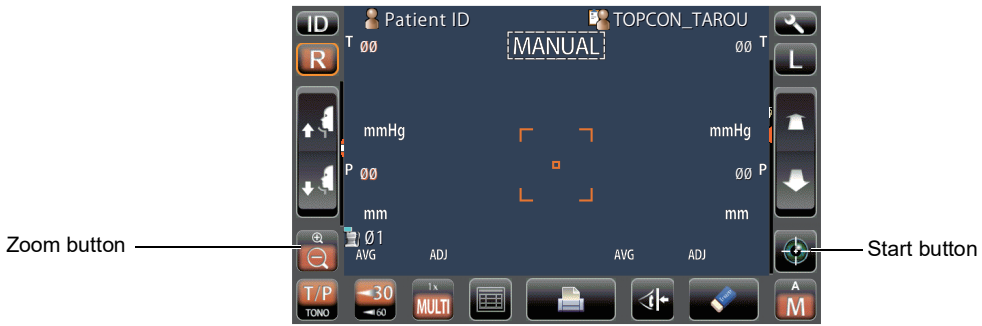 ID Patient ID TOPCON_TAROU
R T 00 MANUAL 00 T L
mmHg mmHg
P 00 00 P
mm mm
Zoom button 01 Start button
AVG ADJ AVG ADJ
T/P TONO 30 60 1x MULTI A M